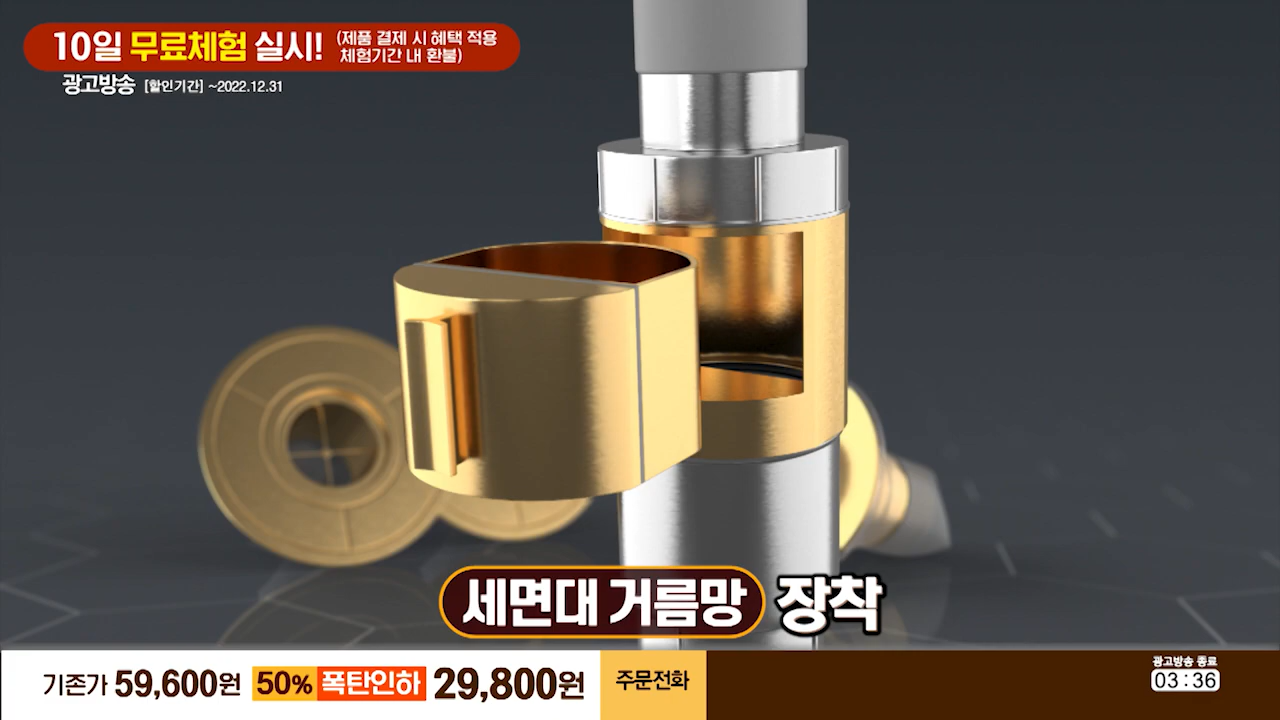 10일 무료체험 실시! (제품 결제 시 혜택 적용
체험기간 내 환불)
광고방송 [할인기간] ~2022.12.31
세면대 거름망 장착
기존가 59,600원 50% 폭탄인하 29,800원 주문전화
광고방송 종료
03:36